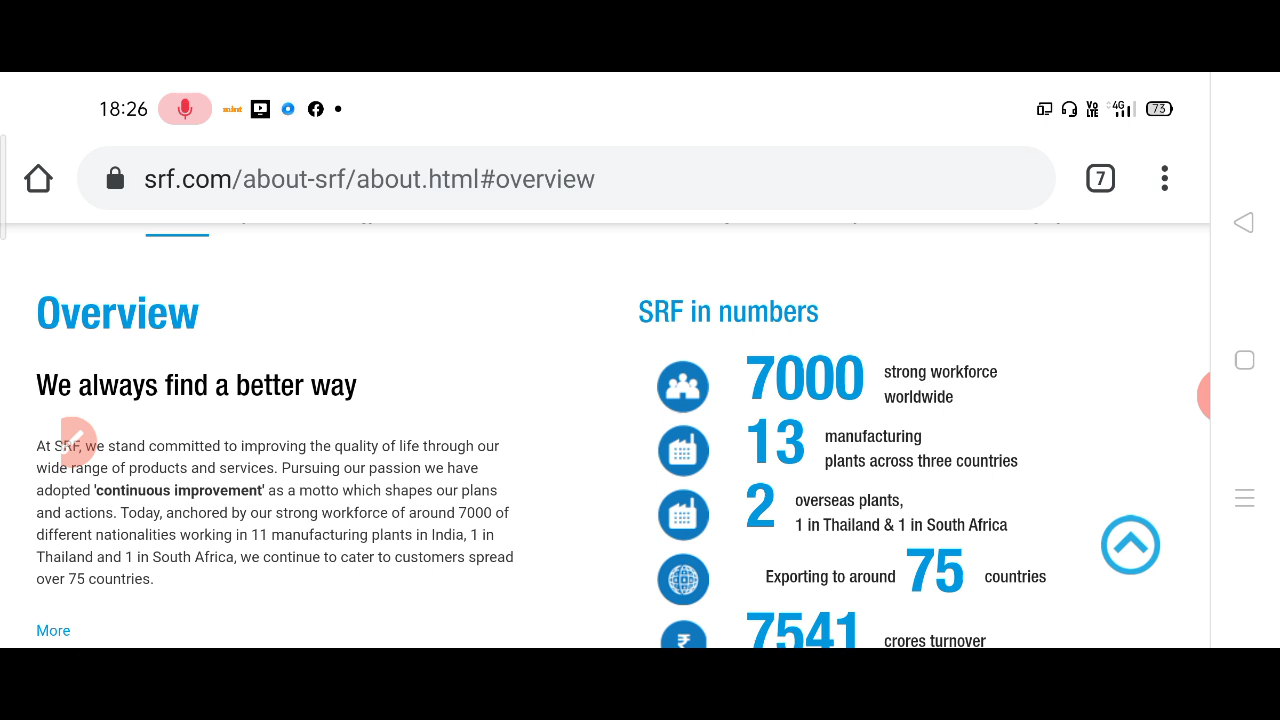 18:26
mint
Vo LTE 4G 73
srf.com/about-srf/about.html#overview
7
Overview
We always find a better way
At SRF, we stand committed to improving the quality of life through our
wide range of products and services. Pursuing our passion we have
adopted 'continuous improvement' as a motto which shapes our plans
and actions. Today, anchored by our strong workforce of around 7000 of
different nationalities working in 11 manufacturing plants in India, 1 in
Thailand and 1 in South Africa, we continue to cater to customers spread
over 75 countries.
More
SRF in numbers
7000 strong workforce
worldwide
13 manufacturing
plants across three countries
2 overseas plants,
1 in Thailand & 1 in South Africa
Exporting to around 75 countries
₹ 7541 crores turnover